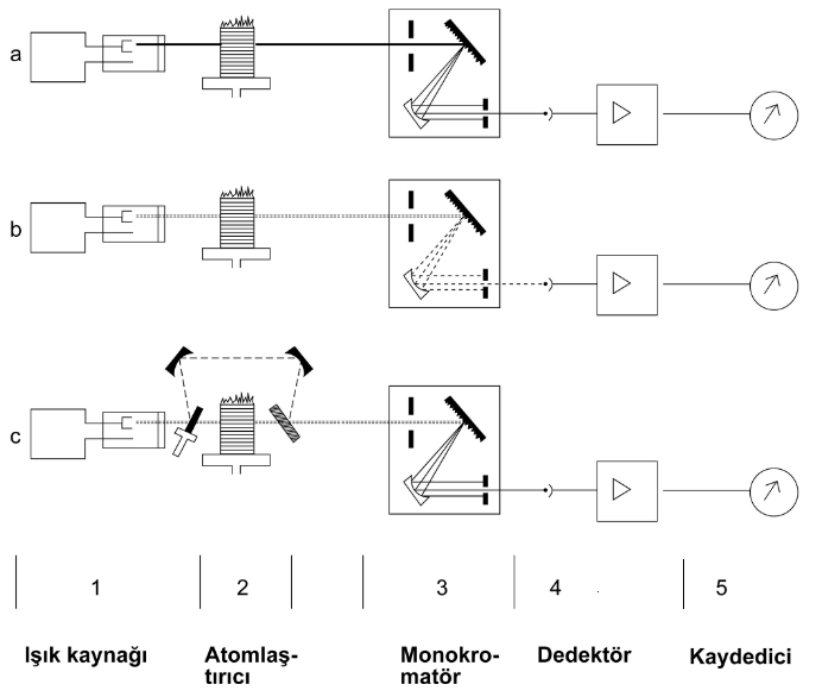 a
b
c
1 2 3 4 5
Işık kaynağı Atomlaş- Monokro- Dedektör Kaydedici
tırıcı matör